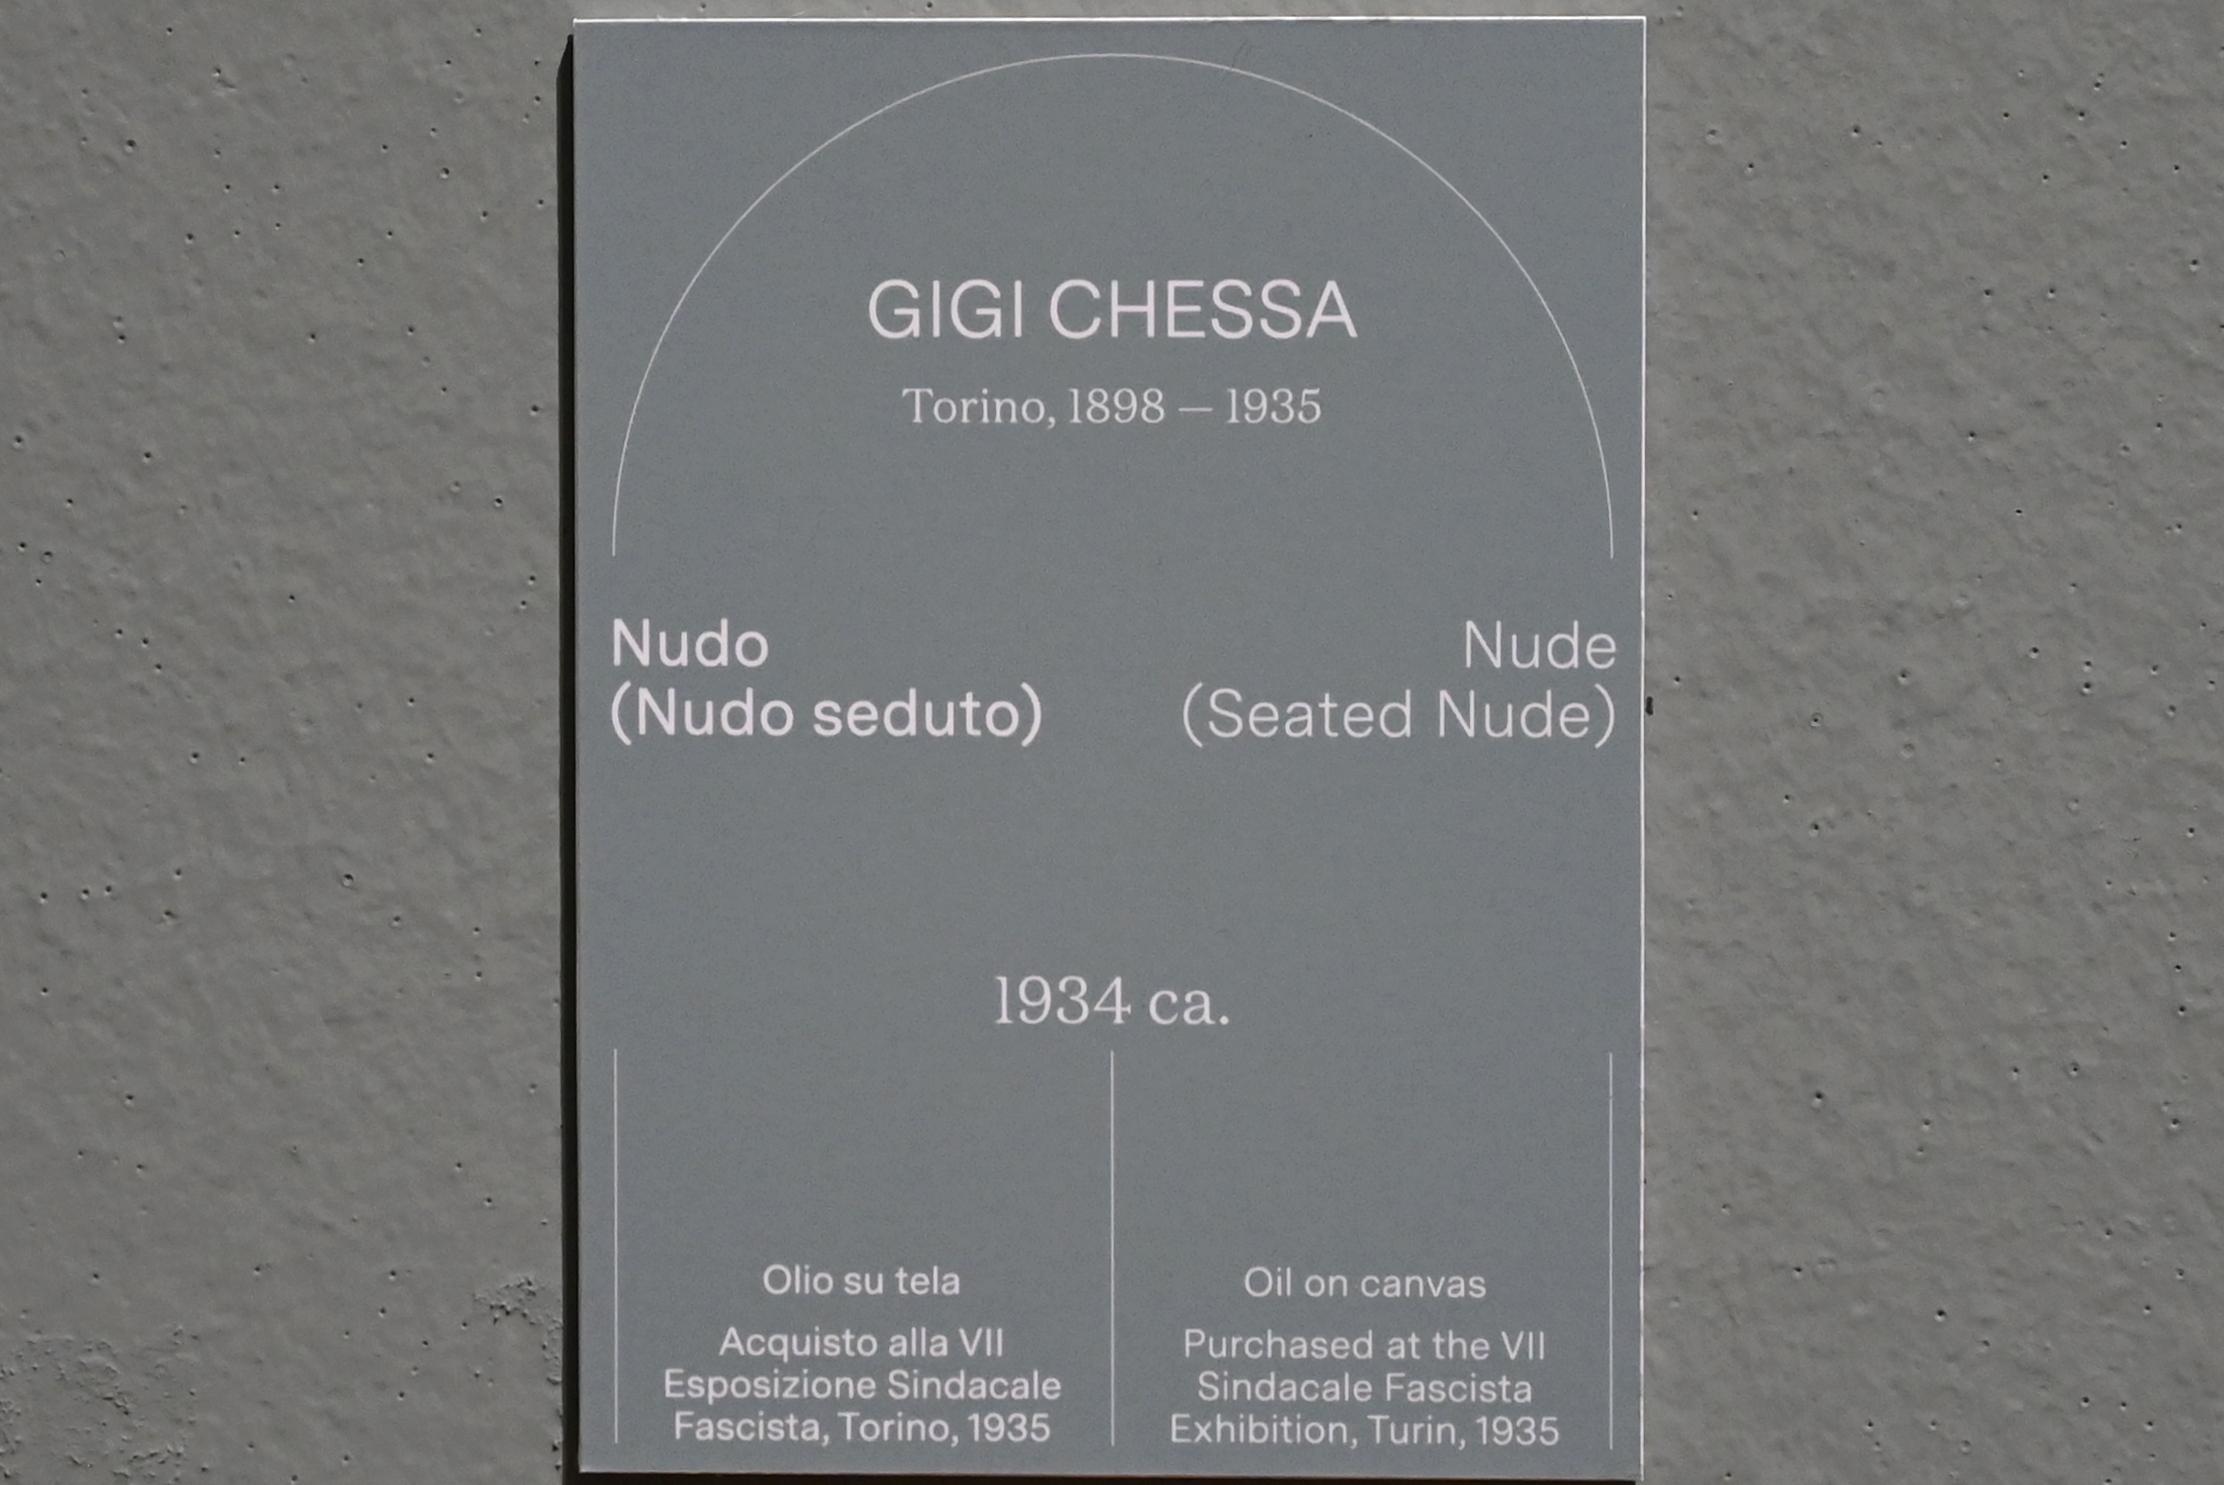 GIGI CHESSA
Torino, 1898 — 1935
Nudo
(Nudo seduto)
Nude
(Seated Nude)
1934 ca.
Olio su tela
Acquisto alla VII
Esposizione Sindacale
Fascista, Torino, 1935
Oil on canvas
Purchased at the VII
Sindacale Fascista
Exhibition, Turin, 1935